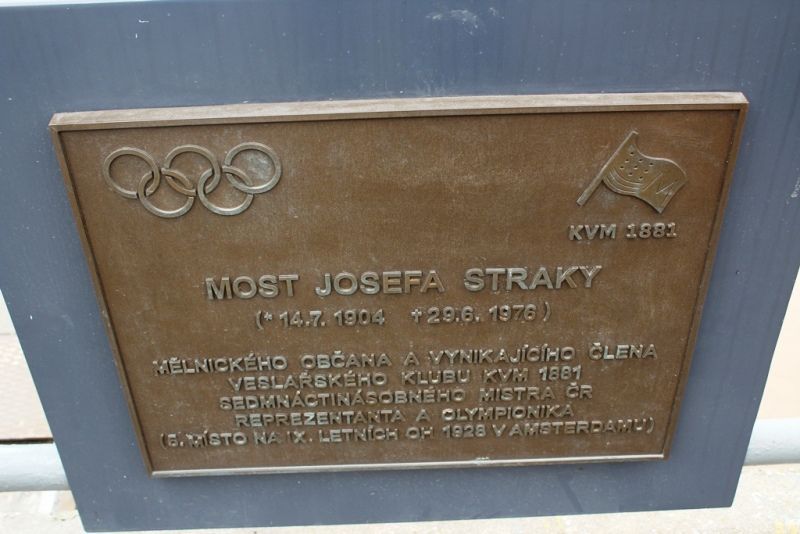 KVM 1881
MOST JOSEFA STRAKY
(* 14.7. 1904 † 29.6. 1976)
MĚLNICKÉHO OBČANA A VYNIKAJÍCÍHO ČLENA
VESLAŘSKÉHO KLUBU KVM 1881
SEDMNÁCTINÁSOBNÉHO MISTRA ČR
REPREZENTANTA A OLYMPIONIKA
(5. MÍSTO NA IX. LETNÍCH OH 1928 V AMSTERDAMU)